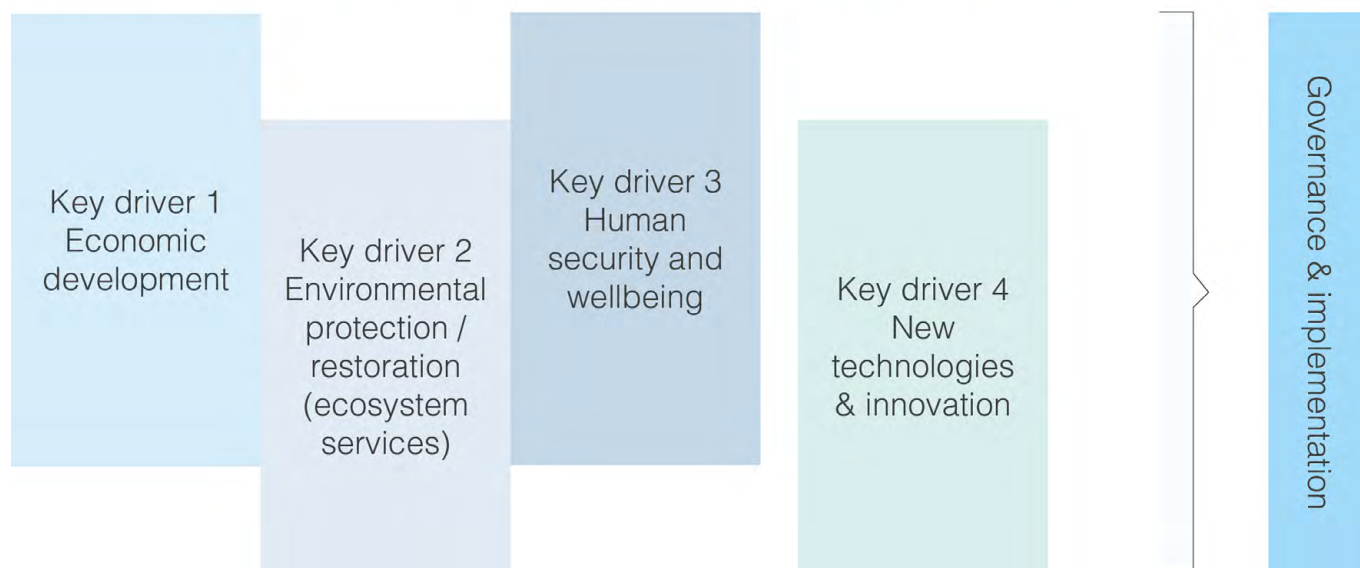 Key driver 1
Economic
development
Key driver 2
Environmental
protection /
restoration
(ecosystem
services)
Key driver 3
Human
security and
wellbeing
Key driver 4
New
technologies
& innovation
Governance & implementation